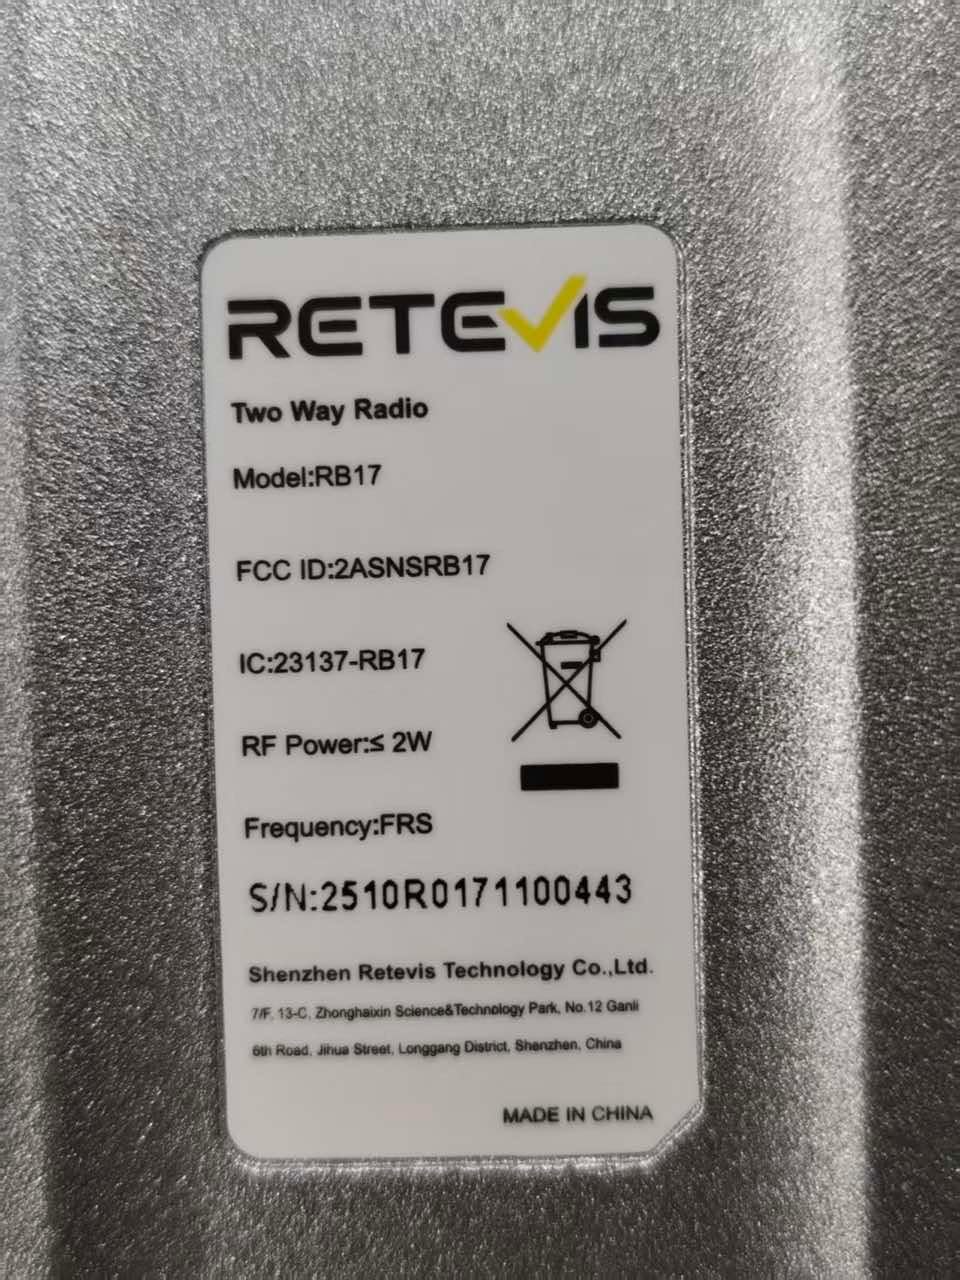 RETEVIS
Two Way Radio
Model:RB17
FCC ID:2ASNSRB17
IC:23137-RB17
RF Power:≤ 2W
Frequency:FRS
S/N:2510R0171100443
Shenzhen Retevis Technology Co.,Ltd.
7/F, 13-C, Zhonghaixin Science&Technology Park, No.12 Ganli
6th Road, Jihua Street, Longgang District, Shenzhen, China
MADE IN CHINA